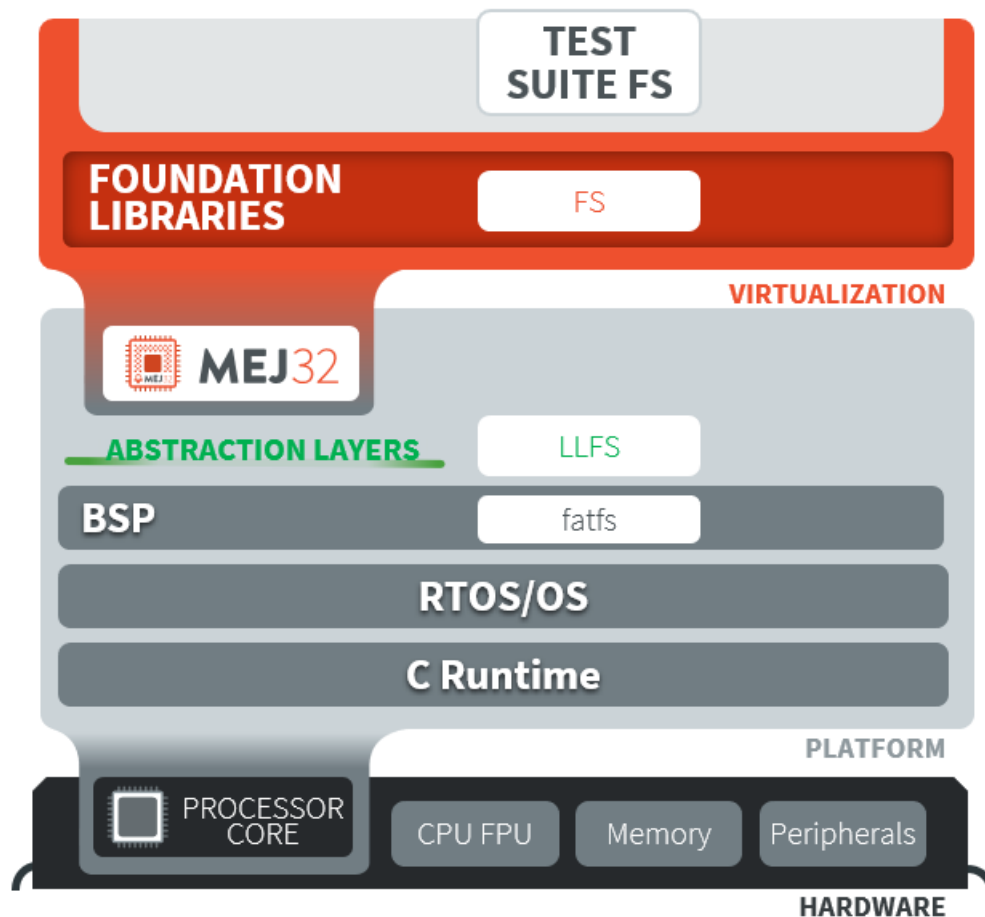 TEST
SUITE FS
FOUNDATION
LIBRARIES
FS
VIRTUALIZATION
MEJ32
MEJ32
ABSTRACTION LAYERS
LLFS
BSP
fatfs
RTOS/OS
C Runtime
PLATFORM
PROCESSOR
CORE
CPU FPU
Memory
Peripherals
HARDWARE